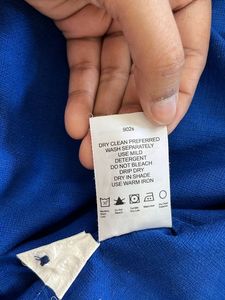 902s
DRY CLEAN PREFERRED
WASH SEPARATELY
USE MILD
DETERGENT
DO NOT BLEACH
DRIP DRY
DRY IN SHADE
USE WARM IRON